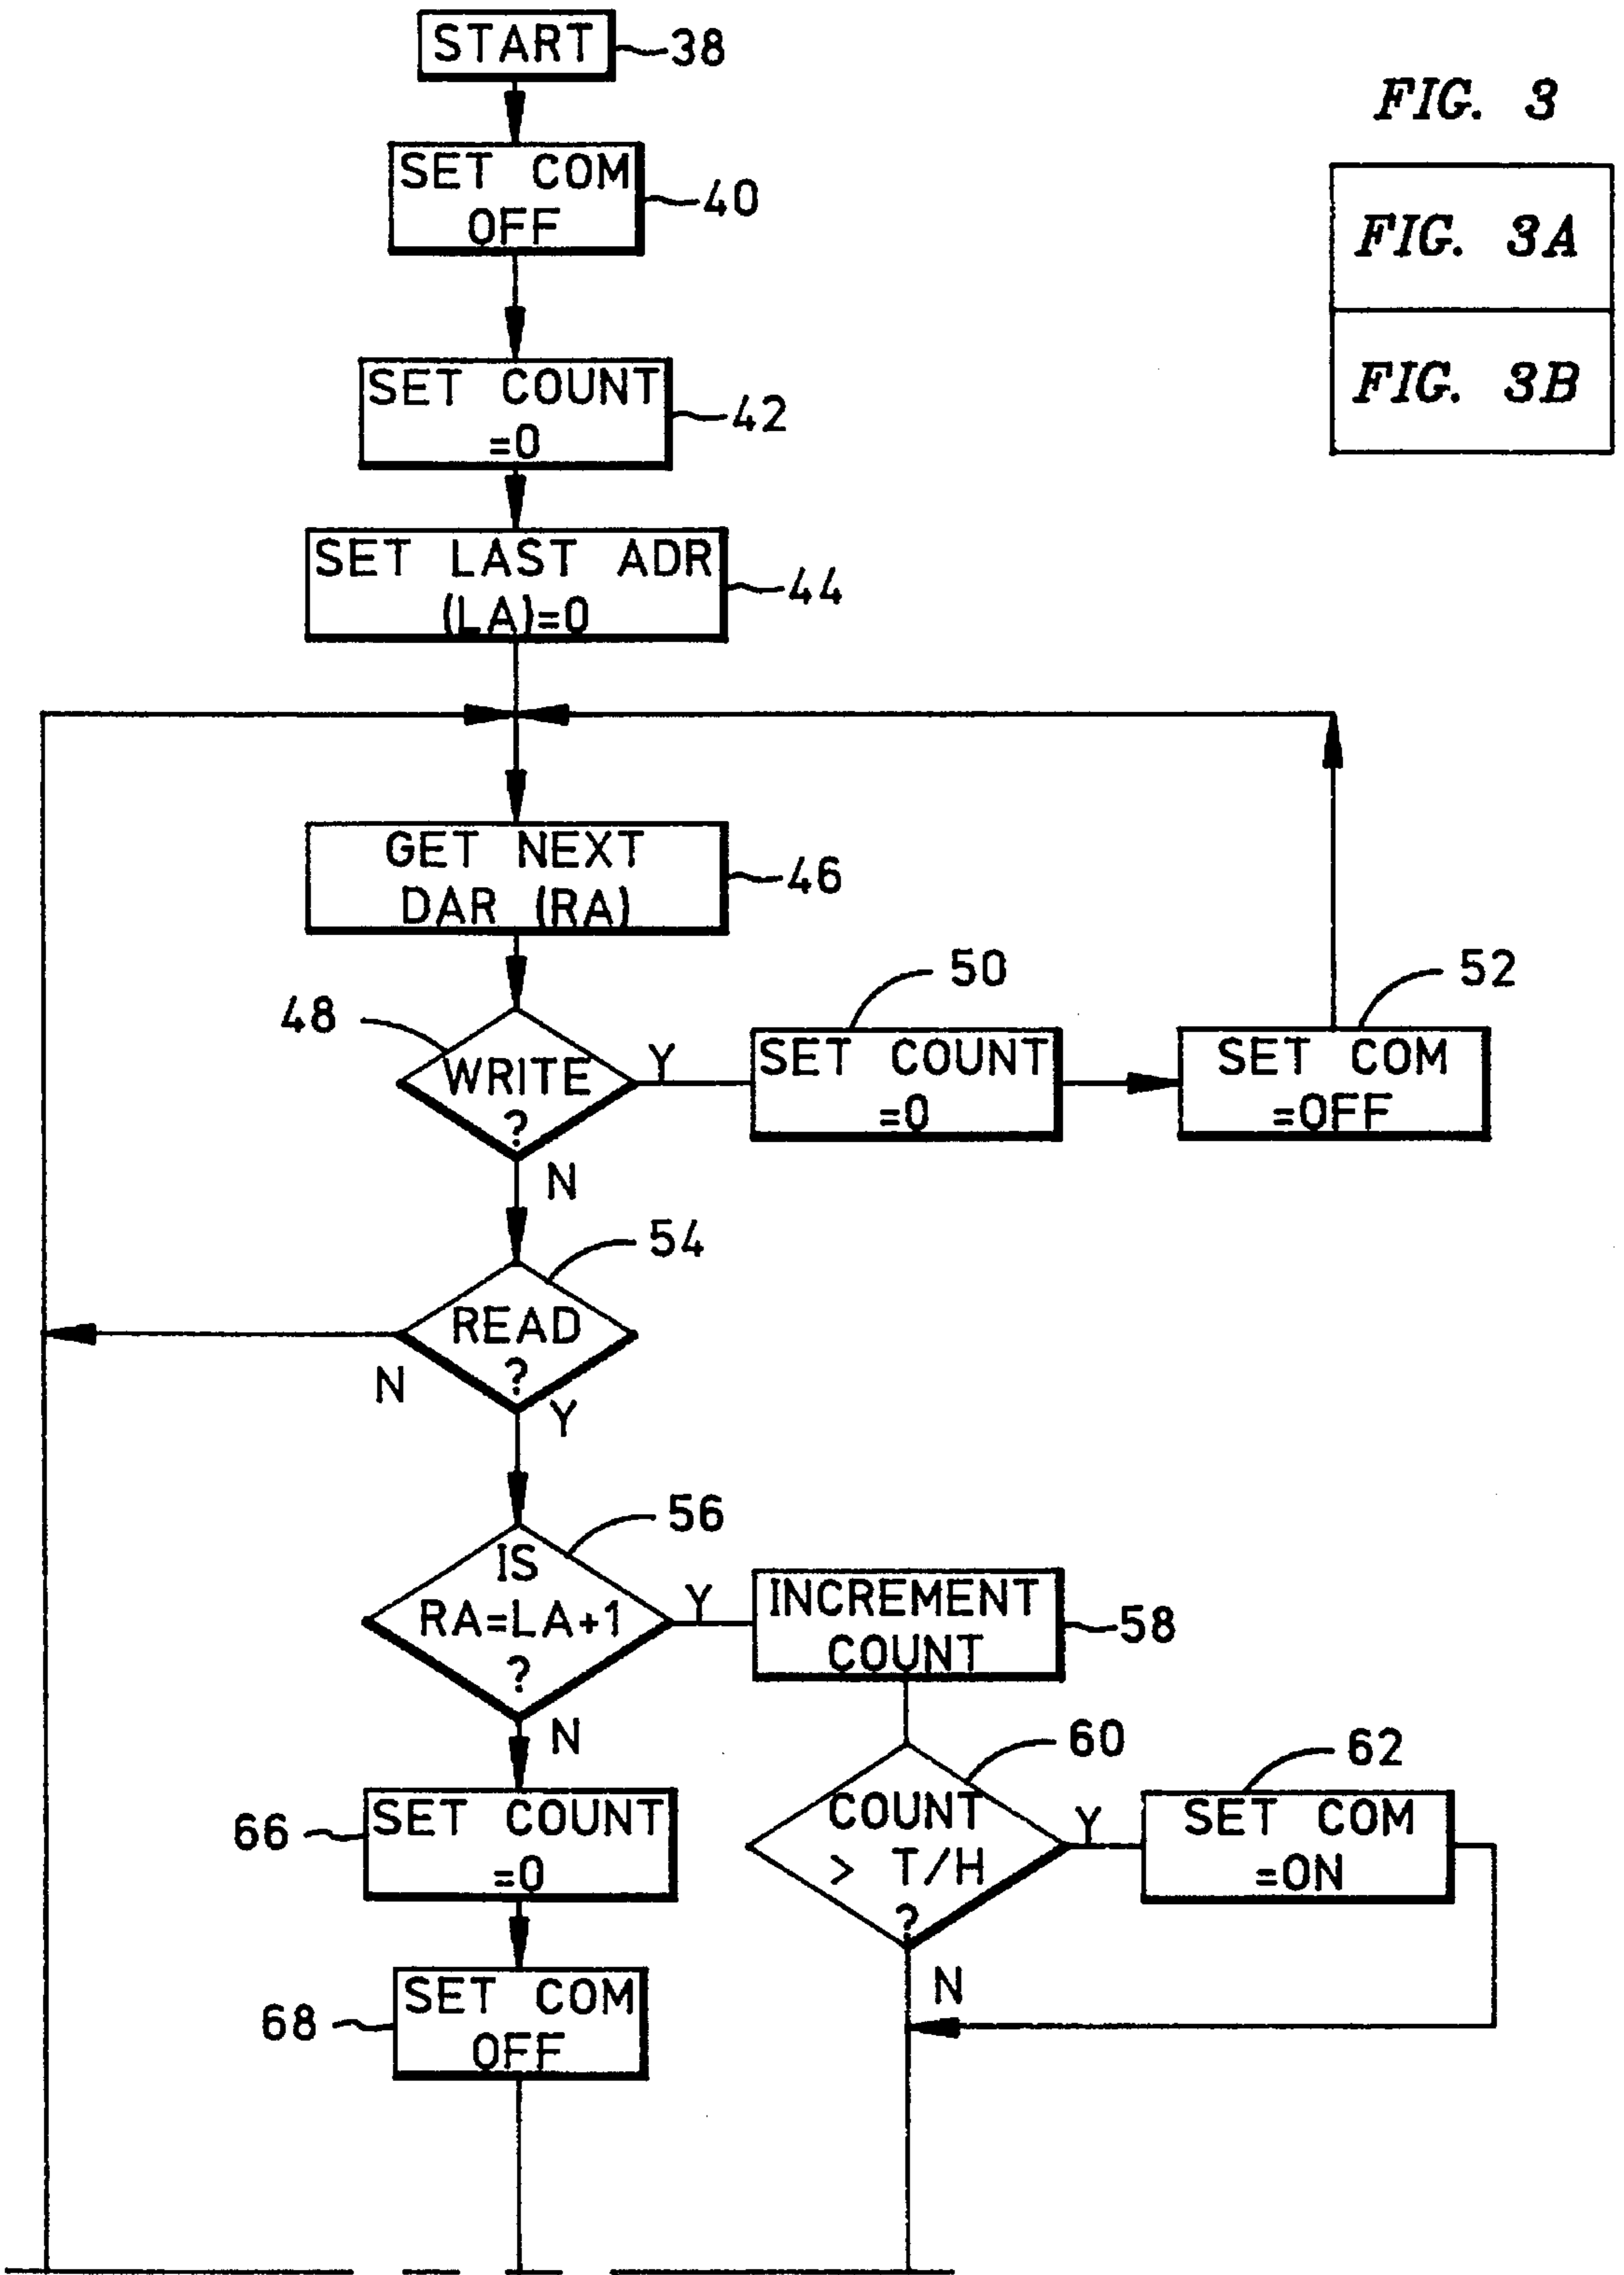 START
38
FIG. 3
SET COM
OFF
40
FIG. 3A
SET COUNT
=0
42
FIG. 3B
SET LAST ADR
(LA)=0
44
GET NEXT
DAR (RA)
46
48
WRITE
?
Y
N
50
SET COUNT
=0
52
SET COM
=OFF
54
READ
?
N
Y
56
IS
RA=LA+1
?
Y
N
INCREMENT
COUNT
58
60
COUNT
> T/H
?
Y
N
62
SET COM
=ON
66
SET COUNT
=0
68
SET COM
OFF